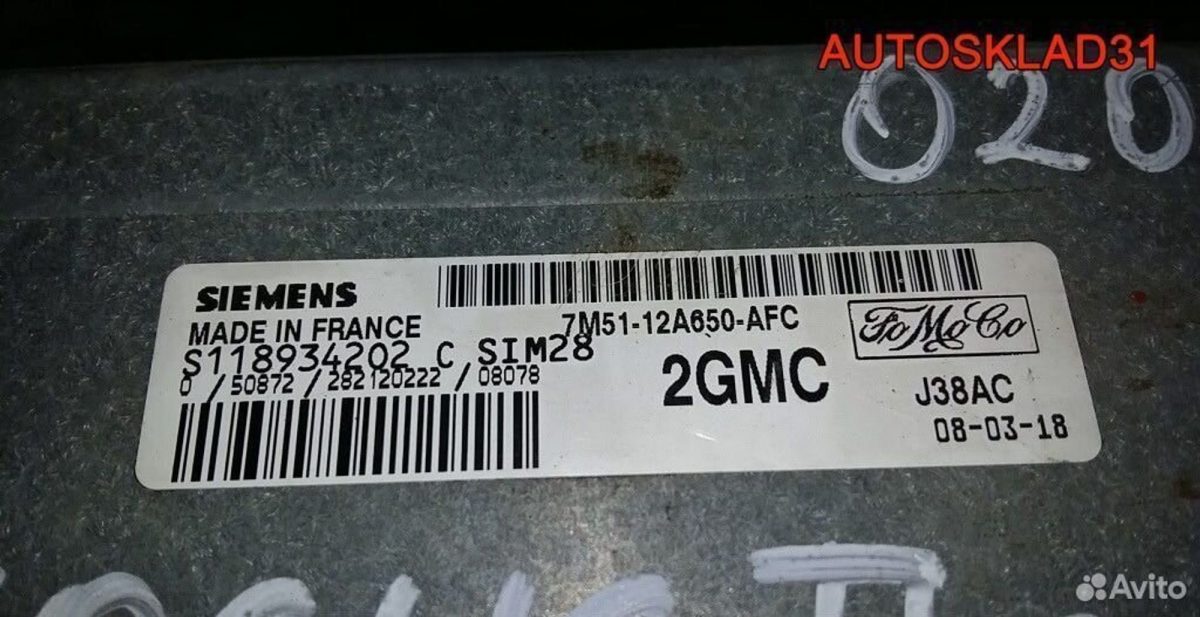 AUTOSKLAD31
020
SIEMENS
MADE IN FRANCE
7M51-12A650-AFC
FoMoCo
S118934202 C SIM28
0 / 50872 / 282120222 / 08078
2GMC
J38AC
08-03-18
Avito